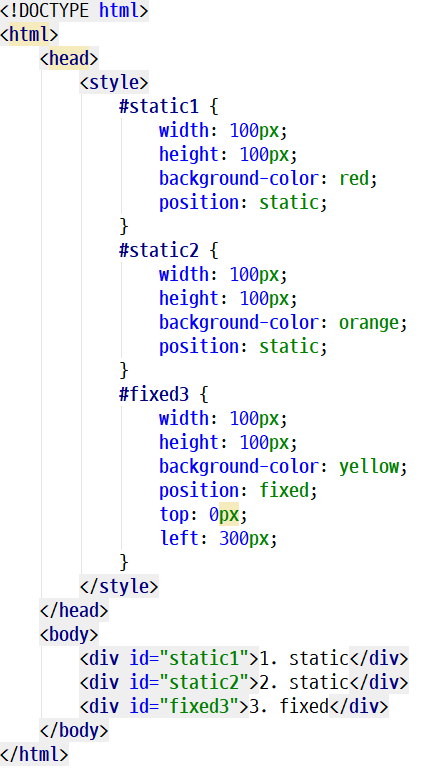 <!DOCTYPE html>
<html>
    <head>
        <style>
            #static1 {
                width: 100px;
                height: 100px;
                background-color: red;
                position: static;
            }
            #static2 {
                width: 100px;
                height: 100px;
                background-color: orange;
                position: static;
            }
            #fixed3 {
                width: 100px;
                height: 100px;
                background-color: yellow;
                position: fixed;
                top: 0px;
                left: 300px;
            }
        </style>
    </head>
    <body>
        <div id="static1">1. static</div>
        <div id="static2">2. static</div>
        <div id="fixed3">3. fixed</div>
    </body>
</html>